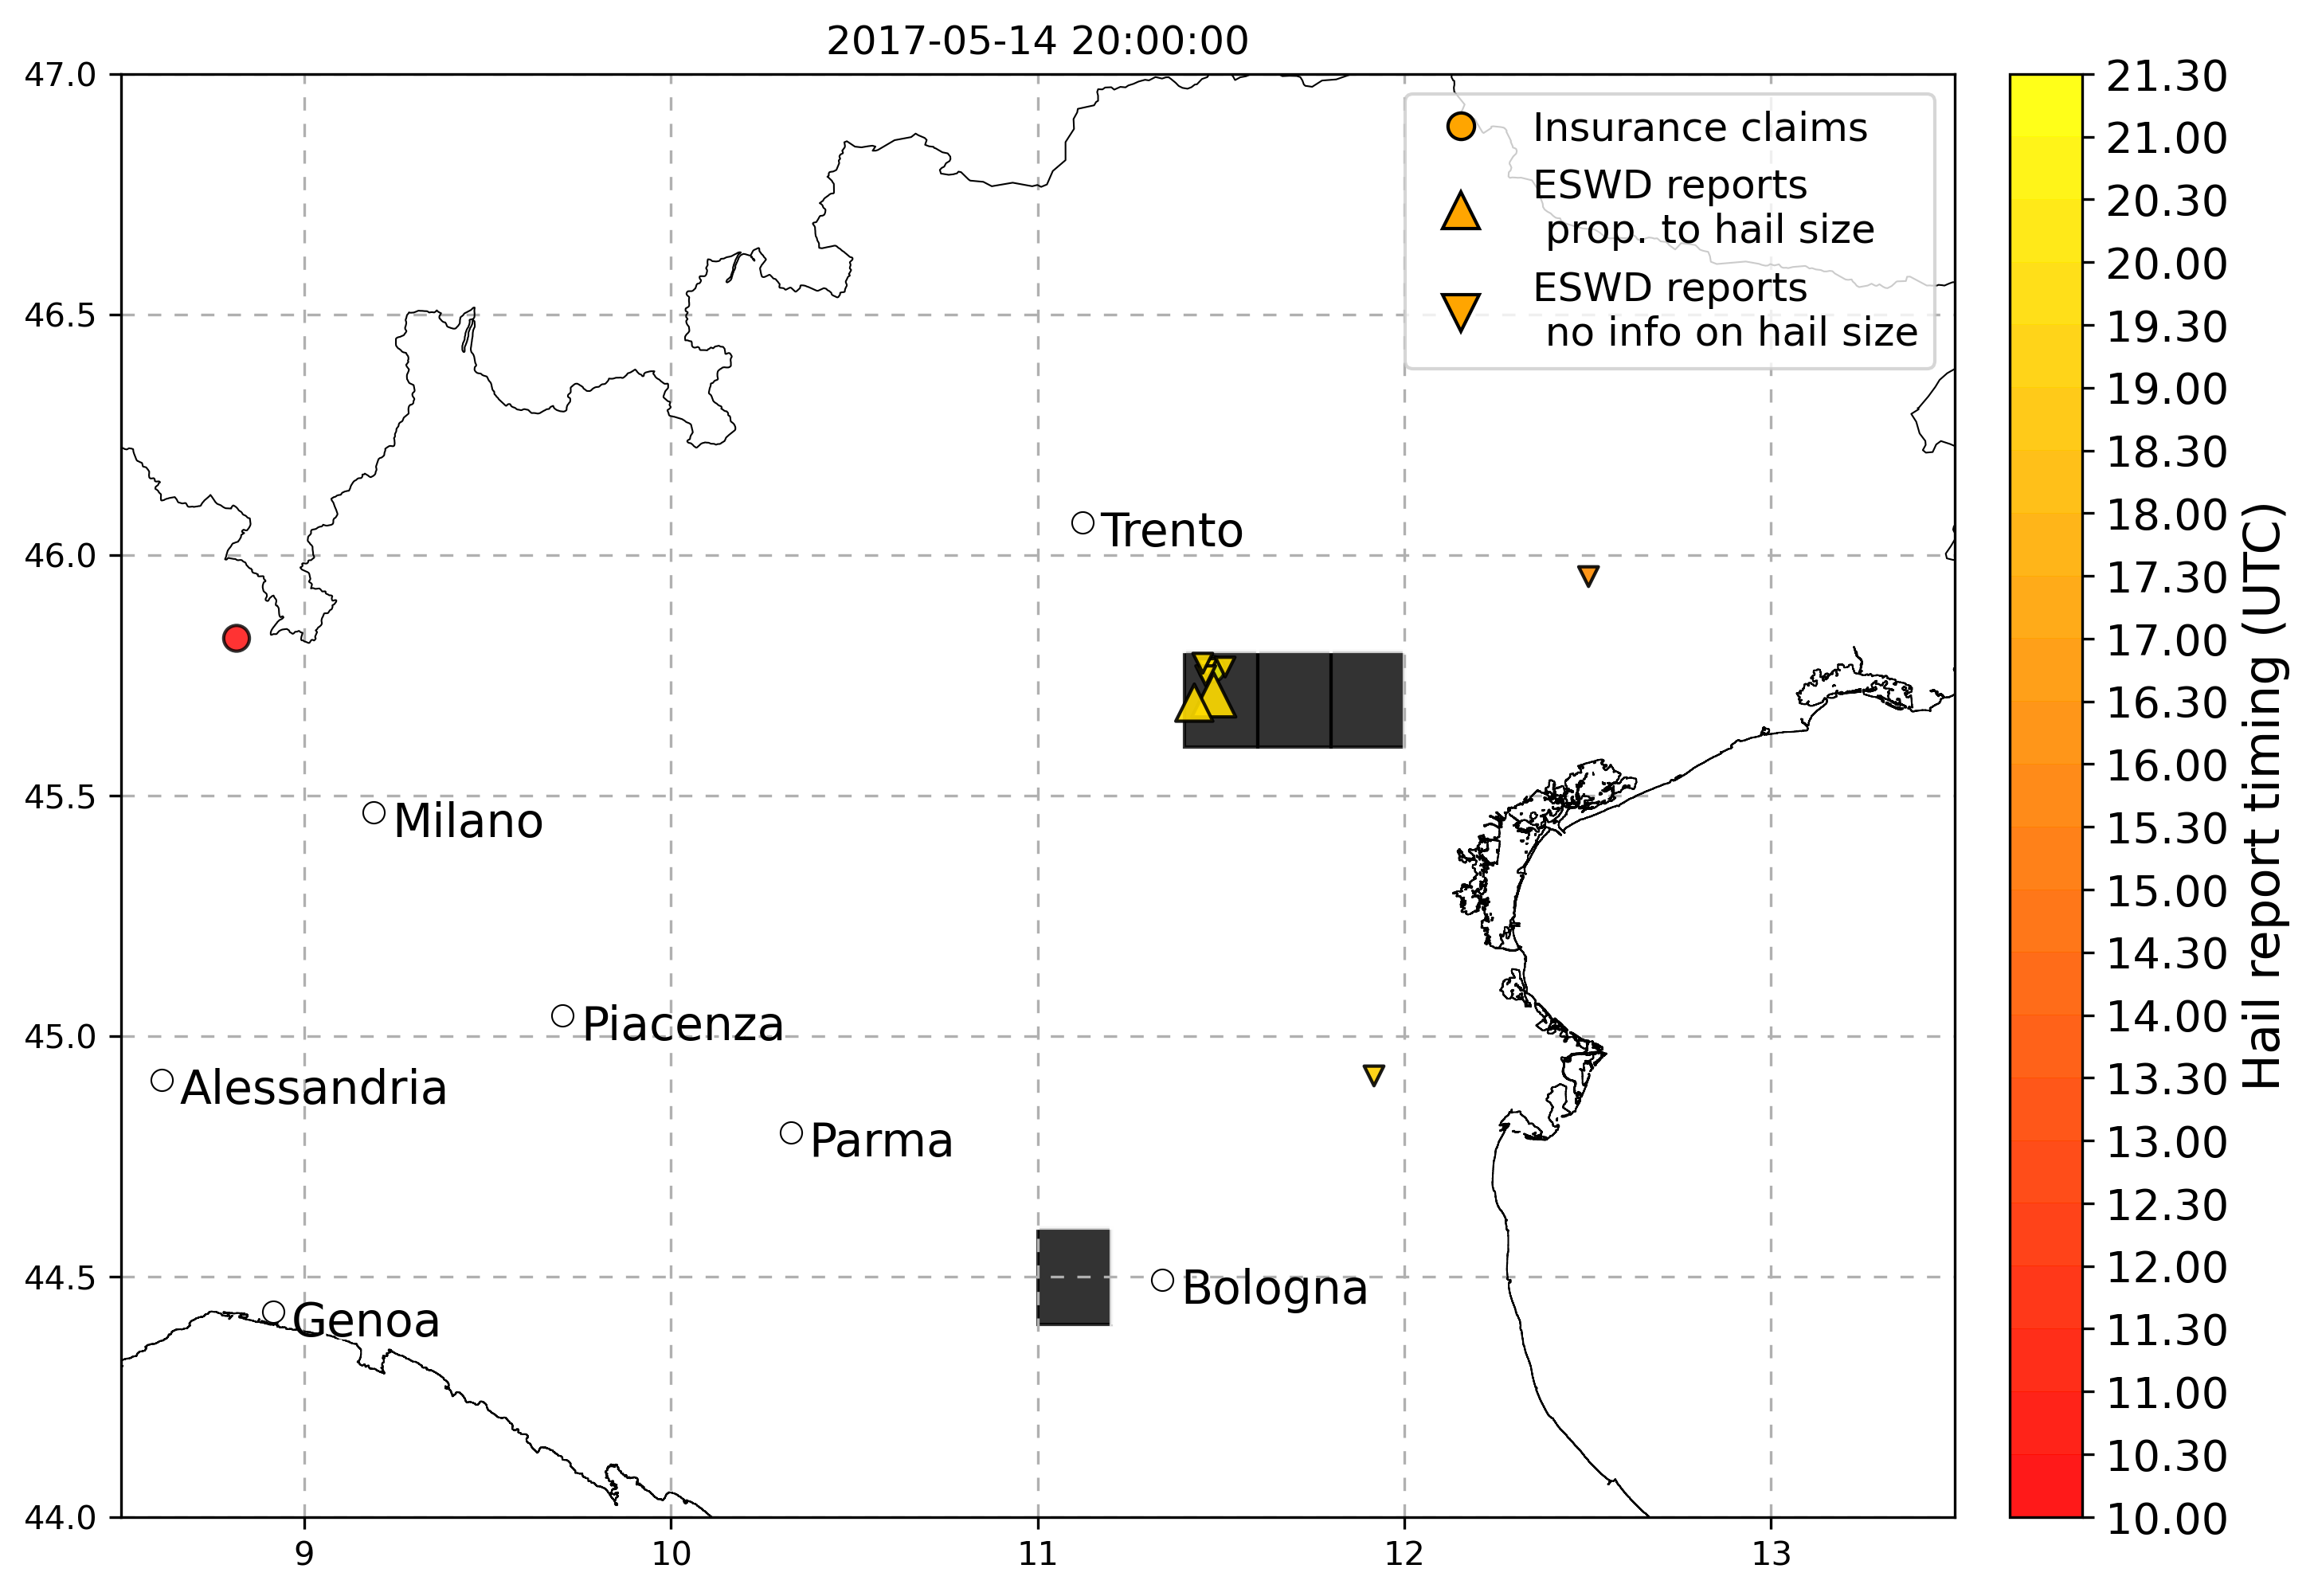 2017-05-14 20:00:00
47.0
46.5
46.0
45.5
45.0
44.5
44.0
9
10
11
12
13
Insurance claims
ESWD reports
prop. to hail size
ESWD reports
no info on hail size
Trento
Milano
Piacenza
Alessandria
Parma
Bologna
Genoa
21.30
21.00
20.30
20.00
19.30
19.00
18.30
18.00
17.30
17.00
16.30
16.00
15.30
15.00
14.30
14.00
13.30
13.00
12.30
12.00
11.30
11.00
10.30
10.00
Hail report timing (UTC)